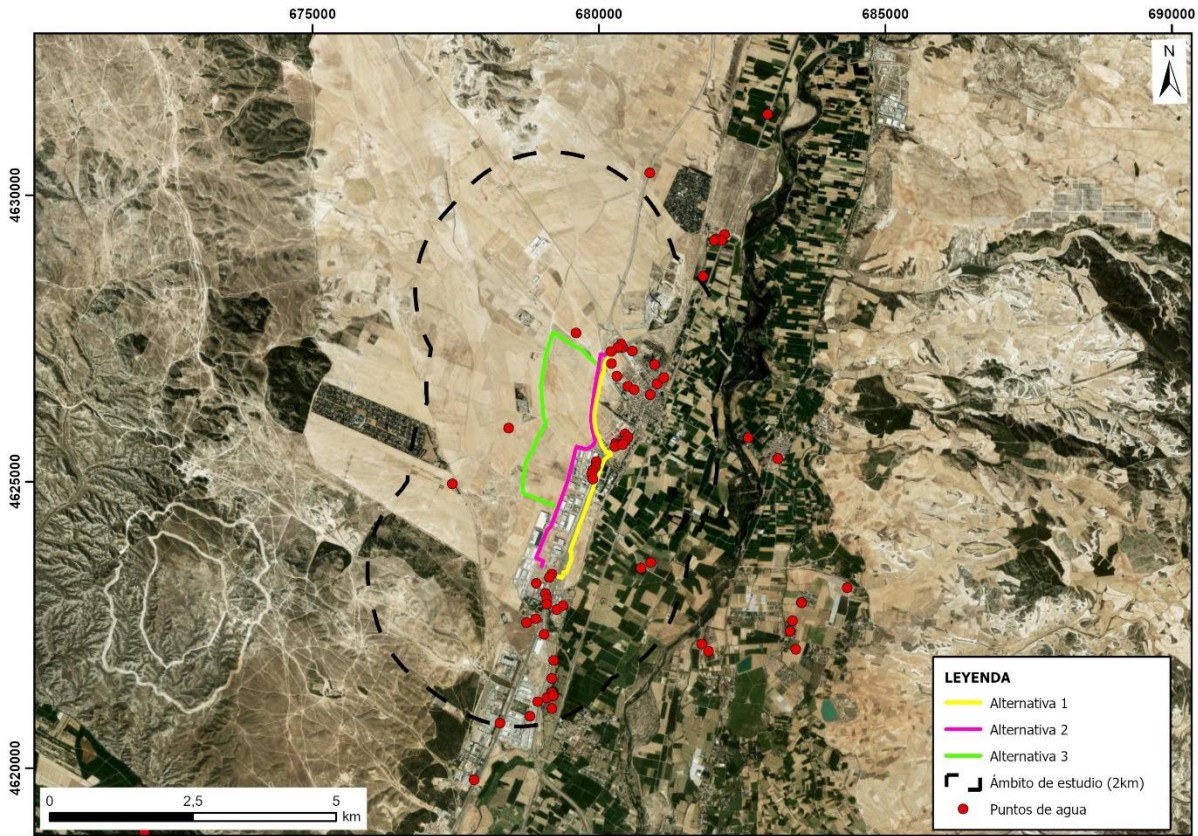 675000 680000 685000 690000
N
4630000
4625000
4620000
LEYENDA
Alternativa 1
Alternativa 2
Alternativa 3
Ámbito de estudio (2km)
Puntos de agua
0 2,5 5
km